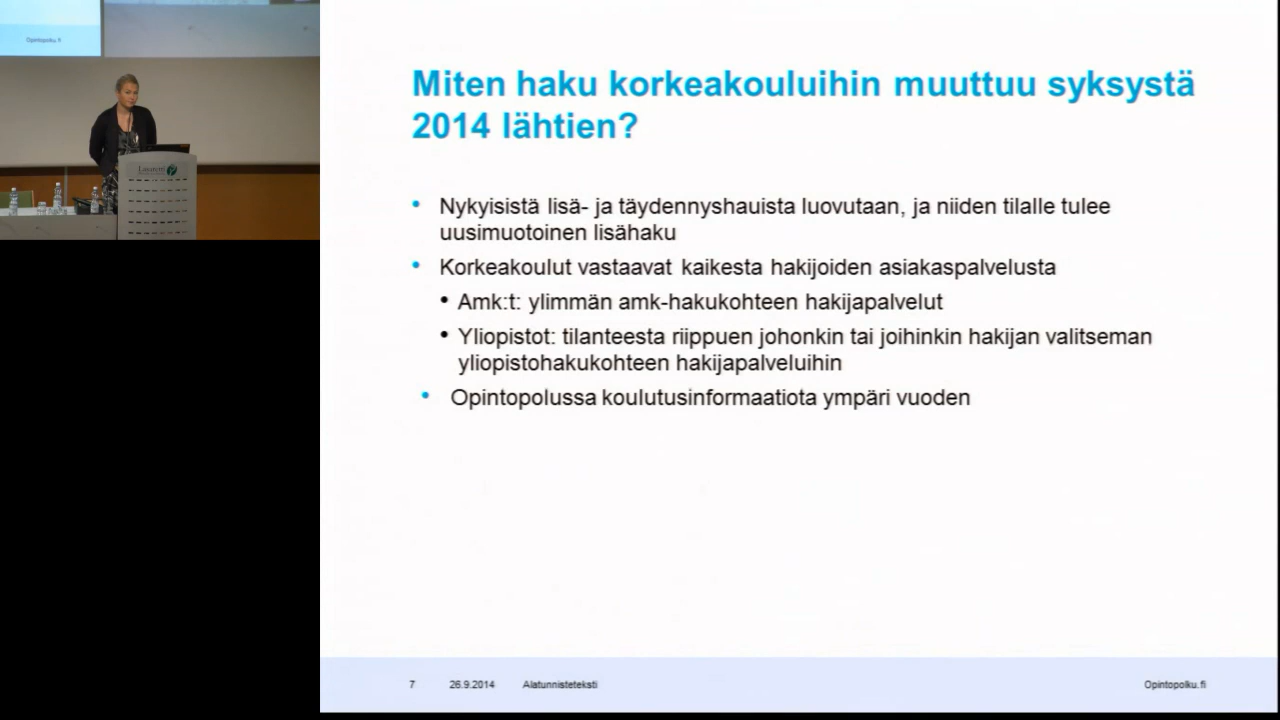 Opintopolku.fi
Miten haku korkeakouluihin muuttuu syksystä
2014 lähtien?
Nykyisistä lisä- ja täydennyshauista luovutaan, ja niiden tilalle tulee
uusimuotoinen lisähaku
Korkeakoulut vastaavat kaikesta hakijoiden asiakaspalvelusta
Amk:t: ylimmän amk-hakukohteen hakijapalvelut
Yliopistot: tilanteesta riippuen johonkin tai joihinkin hakijan valitseman
yliopistohakukohteen hakijapalveluihin
Opintopolussa koulutusinformaatiota ympäri vuoden
7 26.9.2014 Alatunnisteteksti Opintopolku.fi